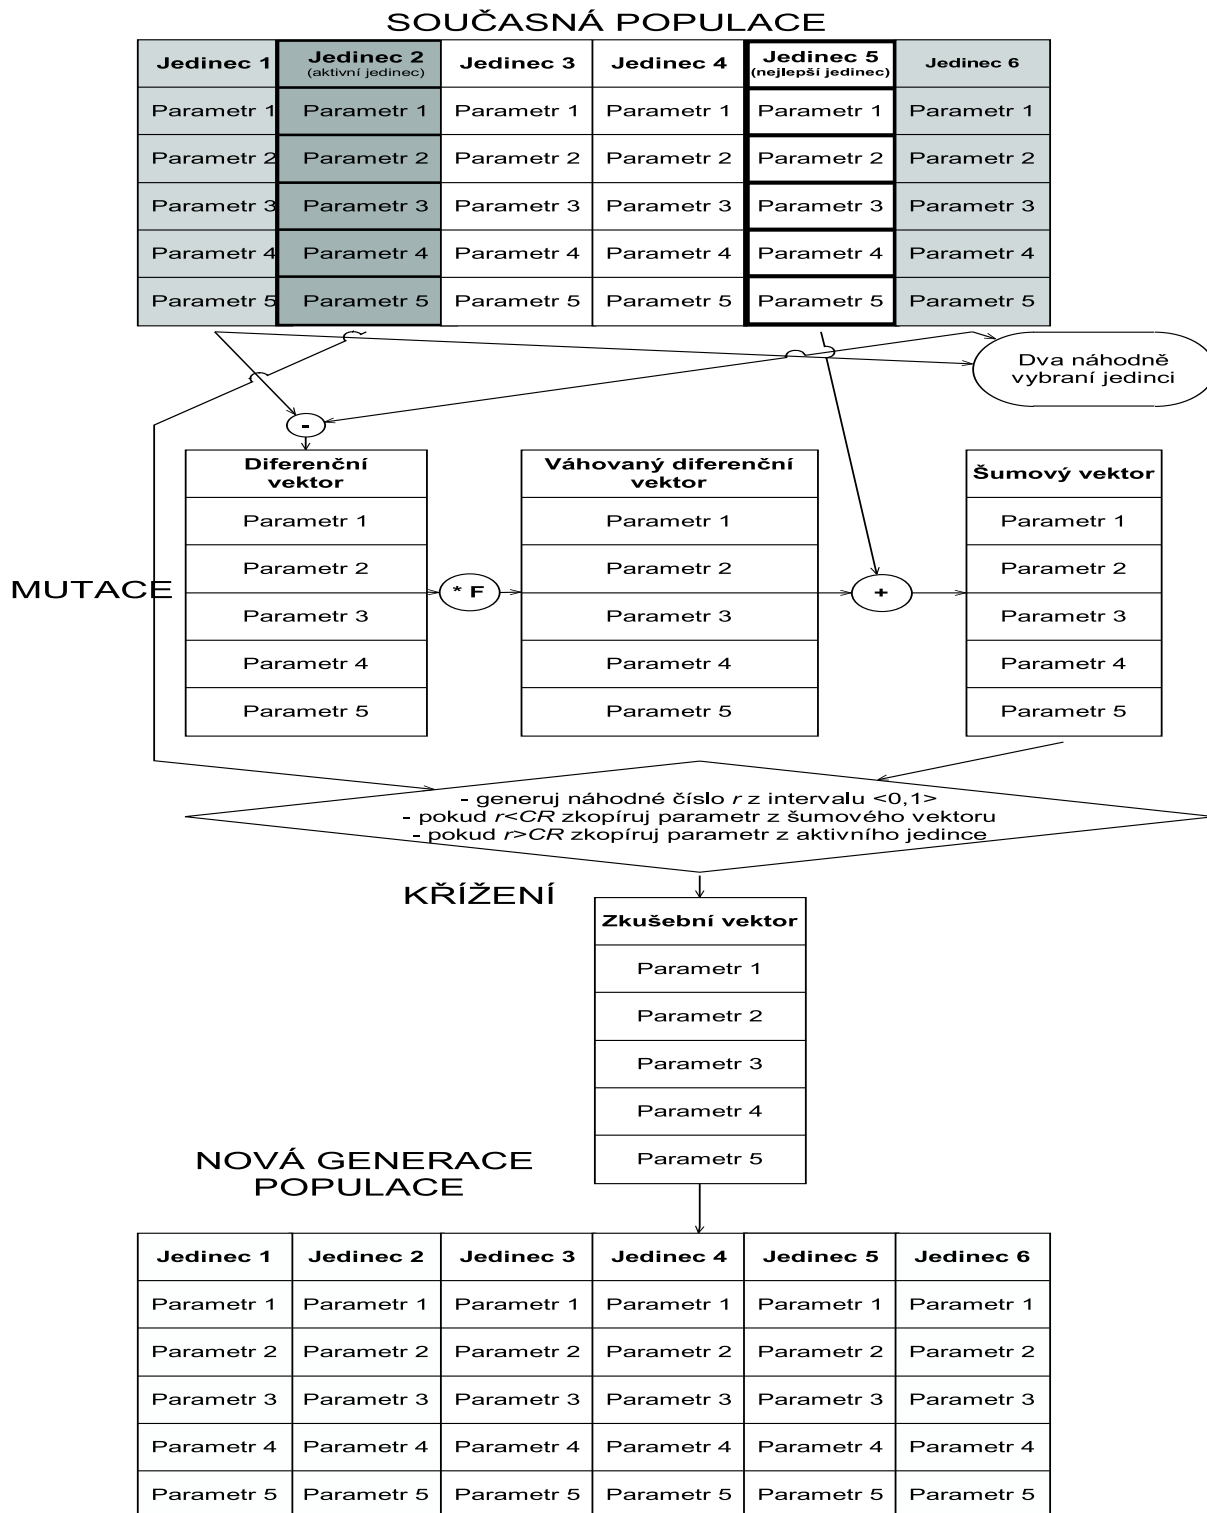 SOUČASNÁ POPULACE
Jedinec 1 Jedinec 2 Jedinec 3 Jedinec 4 Jedinec 5 Jedinec 6
(aktivní jedinec) (nejlepší jedinec)
Parametr 1 Parametr 1 Parametr 1 Parametr 1 Parametr 1 Parametr 1
Parametr 2 Parametr 2 Parametr 2 Parametr 2 Parametr 2 Parametr 2
Parametr 3 Parametr 3 Parametr 3 Parametr 3 Parametr 3 Parametr 3
Parametr 4 Parametr 4 Parametr 4 Parametr 4 Parametr 4 Parametr 4
Parametr 5 Parametr 5 Parametr 5 Parametr 5 Parametr 5 Parametr 5
Dva náhodně
vybraní jedinci
-
Diferenční
vektor
Váhovaný diferenční
vektor
Šumový vektor
Parametr 1 Parametr 1 Parametr 1
Parametr 2 Parametr 2 Parametr 2
MUTACE * F +
Parametr 3 Parametr 3 Parametr 3
Parametr 4 Parametr 4 Parametr 4
Parametr 5 Parametr 5 Parametr 5
- generuj náhodné číslo r z intervalu <0,1>
- pokud r<CR zkopíruj parametr z šumového vektoru
- pokud r>CR zkopíruj parametr z aktivního jedince
KŘÍŽENÍ
Zkušební vektor
Parametr 1
Parametr 2
Parametr 3
Parametr 4
Parametr 5
NOVÁ GENERACE
POPULACE
Jedinec 1 Jedinec 2 Jedinec 3 Jedinec 4 Jedinec 5 Jedinec 6
Parametr 1 Parametr 1 Parametr 1 Parametr 1 Parametr 1 Parametr 1
Parametr 2 Parametr 2 Parametr 2 Parametr 2 Parametr 2 Parametr 2
Parametr 3 Parametr 3 Parametr 3 Parametr 3 Parametr 3 Parametr 3
Parametr 4 Parametr 4 Parametr 4 Parametr 4 Parametr 4 Parametr 4
Parametr 5 Parametr 5 Parametr 5 Parametr 5 Parametr 5 Parametr 5